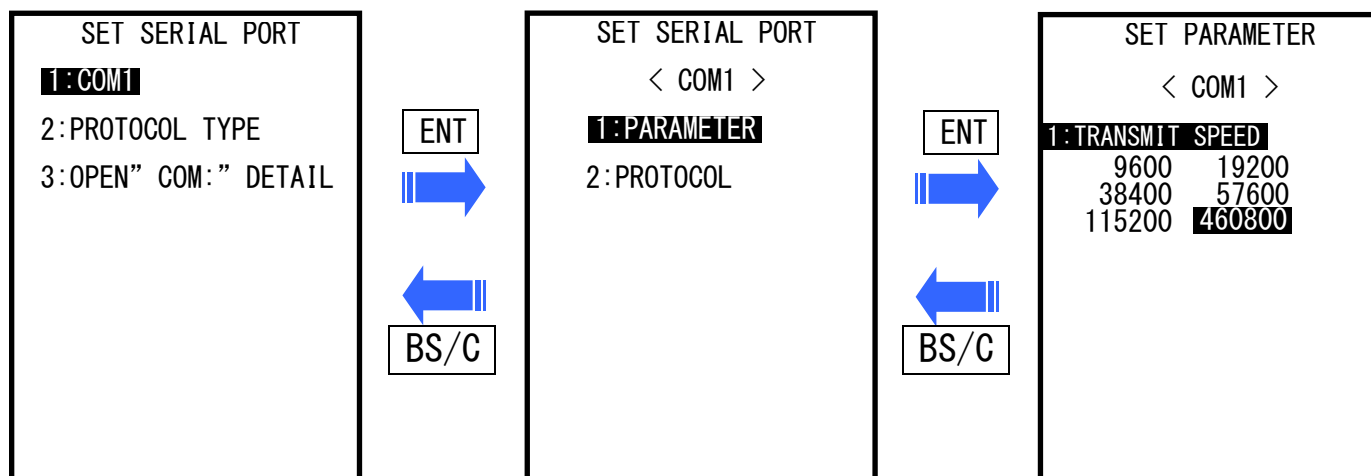 SET SERIAL PORT
1:COM1
2:PROTOCOL TYPE
3:OPEN” COM:” DETAIL
ENT
BS/C
SET SERIAL PORT
< COM1 >
1:PARAMETER
2:PROTOCOL
ENT
BS/C
SET PARAMETER
< COM1 >
1:TRANSMIT SPEED
9600 19200
38400 57600
115200 460800